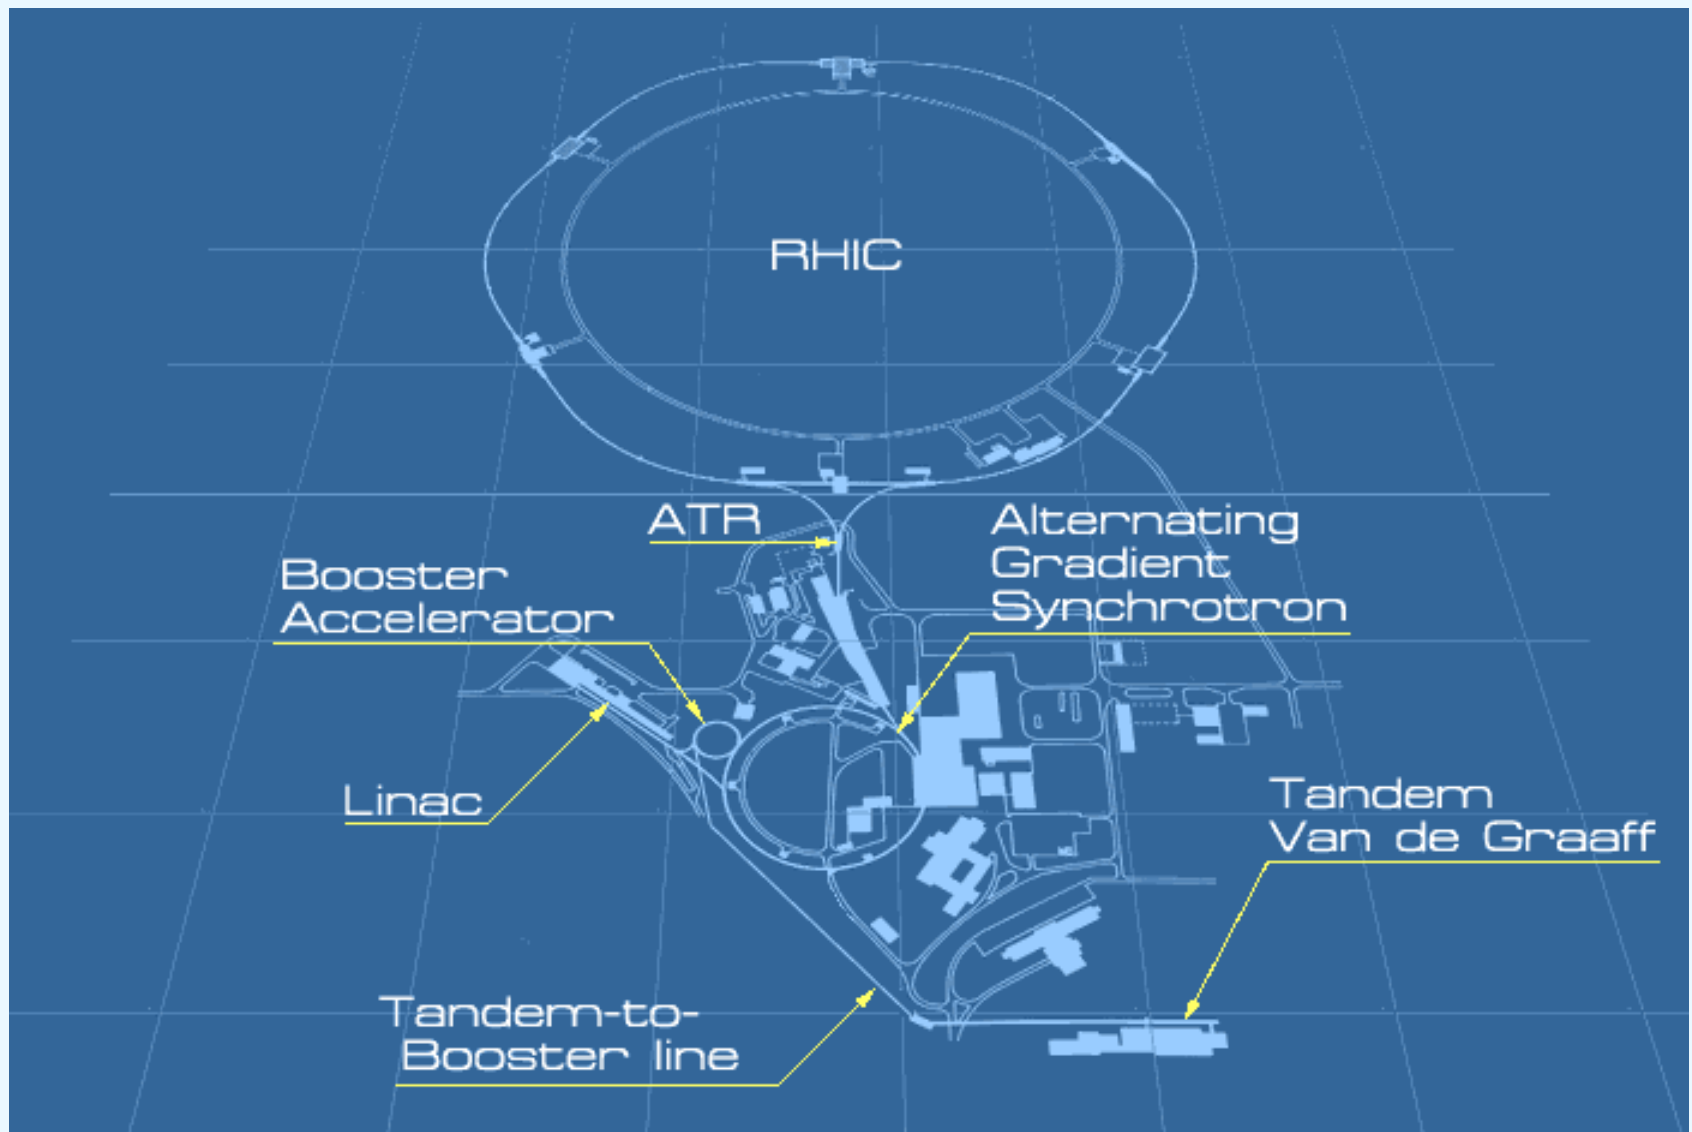 RHIC
ATR
Alternating
Gradient
Synchrotron
Booster
Accelerator
Linac
Tandem
Van de Graaff
Tandem-to-
Booster line